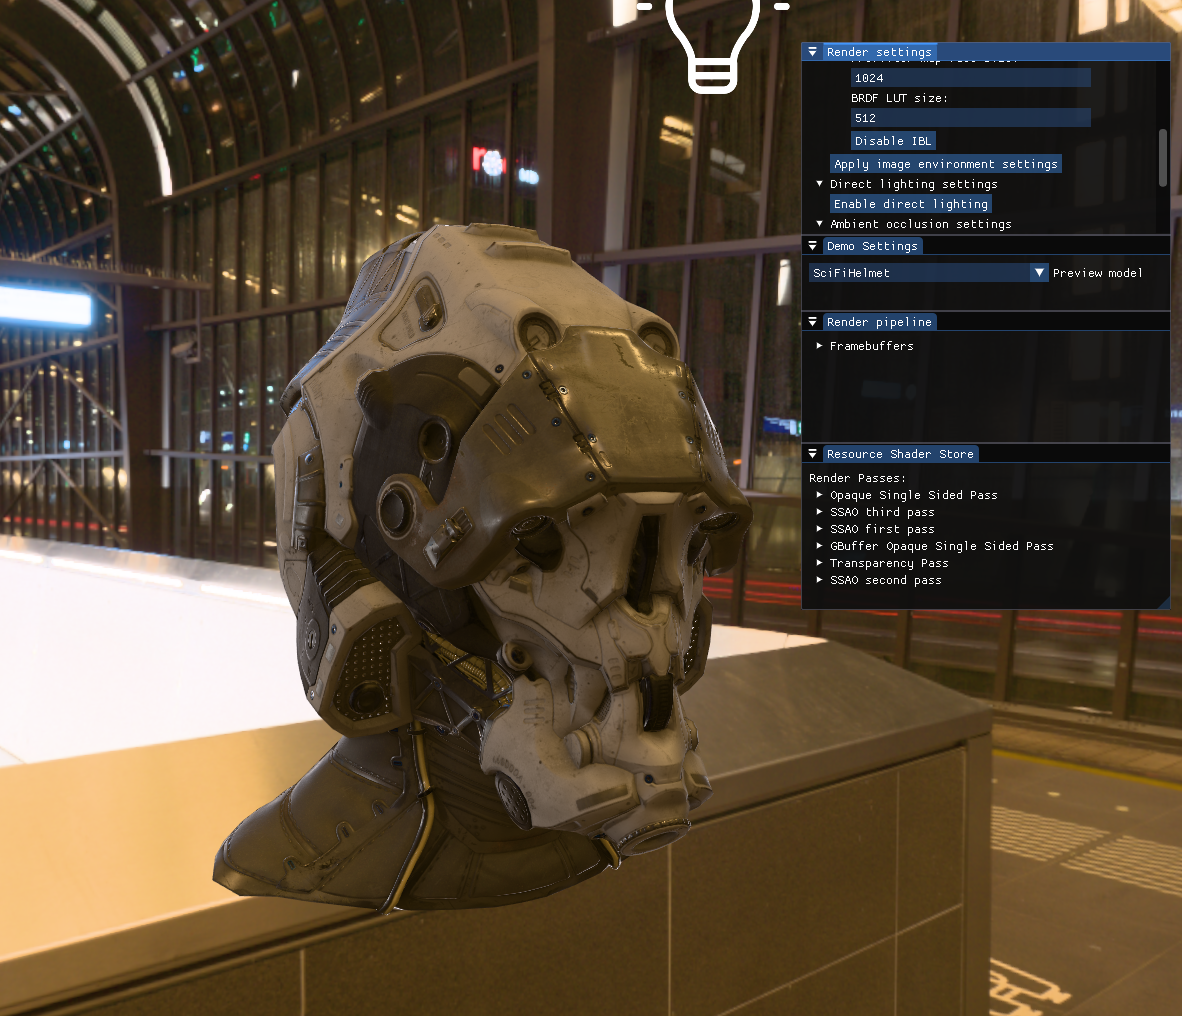 Render settings
1024
BRDF LUT size:
512
Disable IBL
Apply image environment settings
Direct lighting settings
Enable direct lighting
Ambient occlusion settings
Demo Settings
SciFiHelmet Preview model
Render pipeline
Framebuffers
Resource Shader Store
Render Passes:
Opaque Single Sided Pass
SSAO third pass
SSAO first pass
GBuffer Opaque Single Sided Pass
Transparency Pass
SSAO second pass